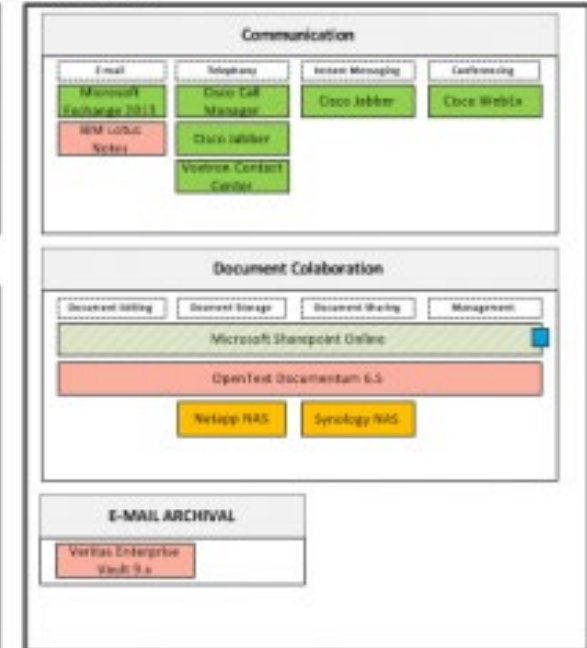 Communication
E-mail
Telephony
Instant Messaging
Conferencing
Microsoft
Exchange 2013
IBM Lotus
Notes
Cisco Call
Manager
Cisco Jabber
Voxtron Contact
Center
Cisco Jabber
Cisco WebEx
Document Colaboration
Document Editing
Document Storage
Document Sharing
Management
Microsoft Sharepoint Online
OpenText Documentum 6.5
Netapp NAS
Synology NAS
E-MAIL ARCHIVAL
Veritas Enterprise
Vault 9.x